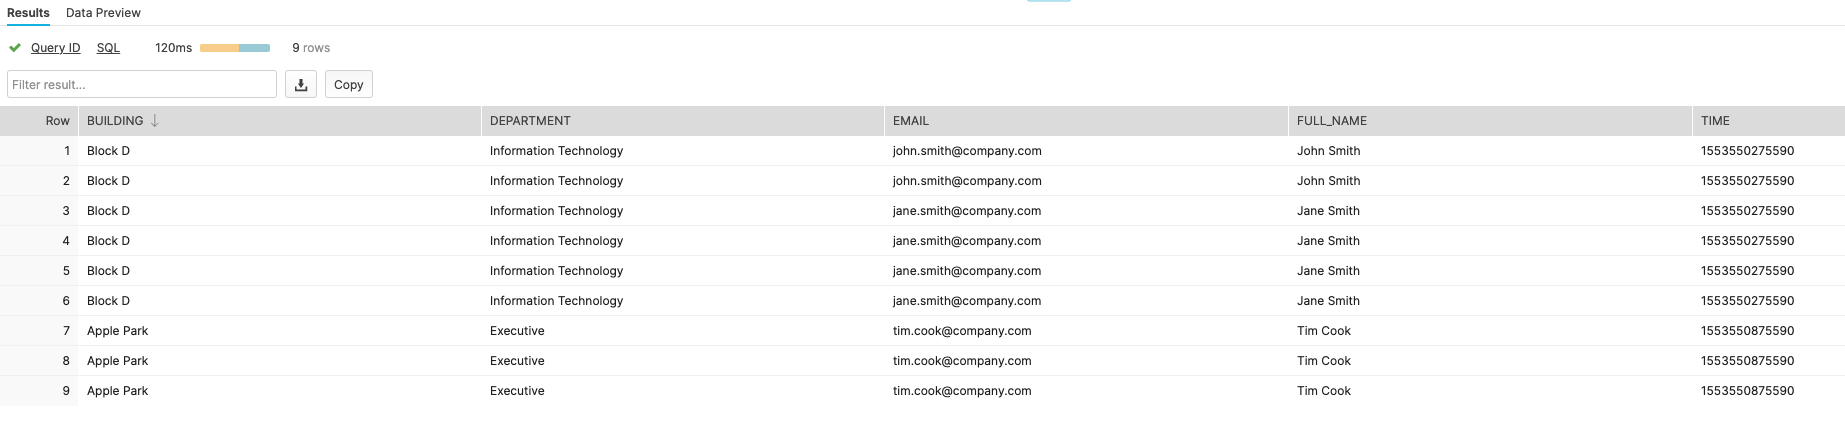 Results Data Preview
Query ID SQL 120ms 9 rows
Filter result... Copy
Row BUILDING ↓ DEPARTMENT EMAIL FULL_NAME TIME
1 Block D Information Technology john.smith@company.com John Smith 1553550275590
2 Block D Information Technology john.smith@company.com John Smith 1553550275590
3 Block D Information Technology jane.smith@company.com Jane Smith 1553550275590
4 Block D Information Technology jane.smith@company.com Jane Smith 1553550275590
5 Block D Information Technology jane.smith@company.com Jane Smith 1553550275590
6 Block D Information Technology jane.smith@company.com Jane Smith 1553550275590
7 Apple Park Executive tim.cook@company.com Tim Cook 1553550875590
8 Apple Park Executive tim.cook@company.com Tim Cook 1553550875590
9 Apple Park Executive tim.cook@company.com Tim Cook 1553550875590